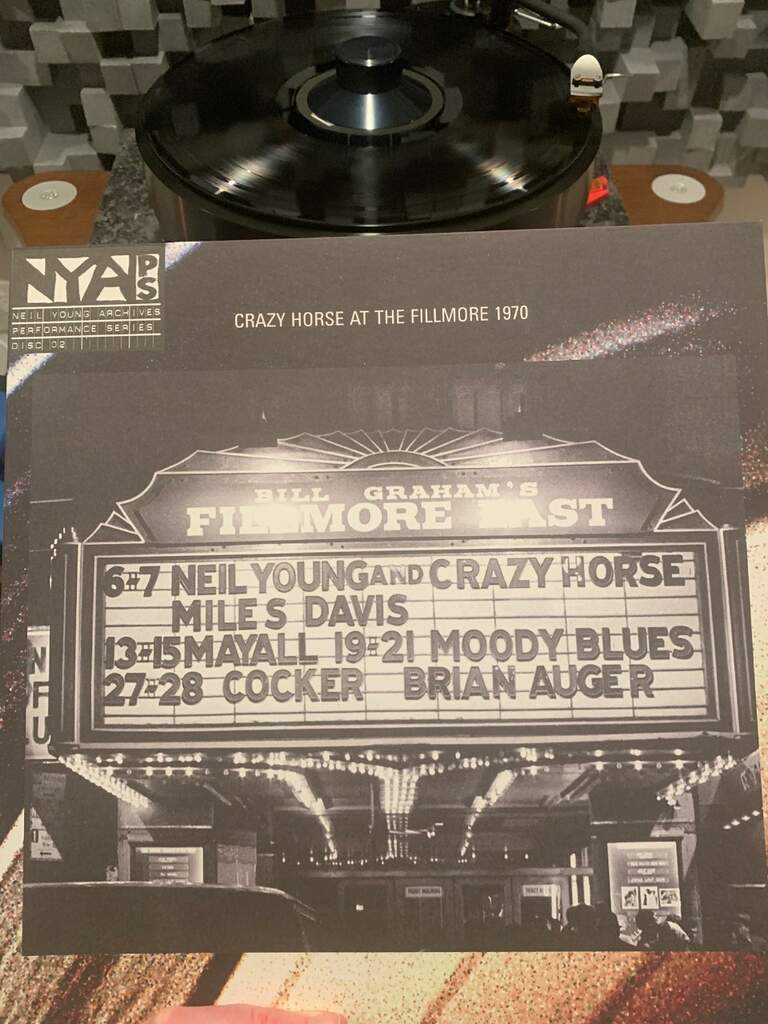 NYA PS
NEIL YOUNG ARCHIVES
PERFORMANCE SERIES
DISC 02
CRAZY HORSE AT THE FILLMORE 1970
BILL GRAHAM'S
FILLMORE EAST
6&7 NEIL YOUNG AND CRAZY HORSE
MILES DAVIS
13&15 MAYALL 19&21 MOODY BLUES
27&28 COCKER BRIAN AUGER
N
F
U